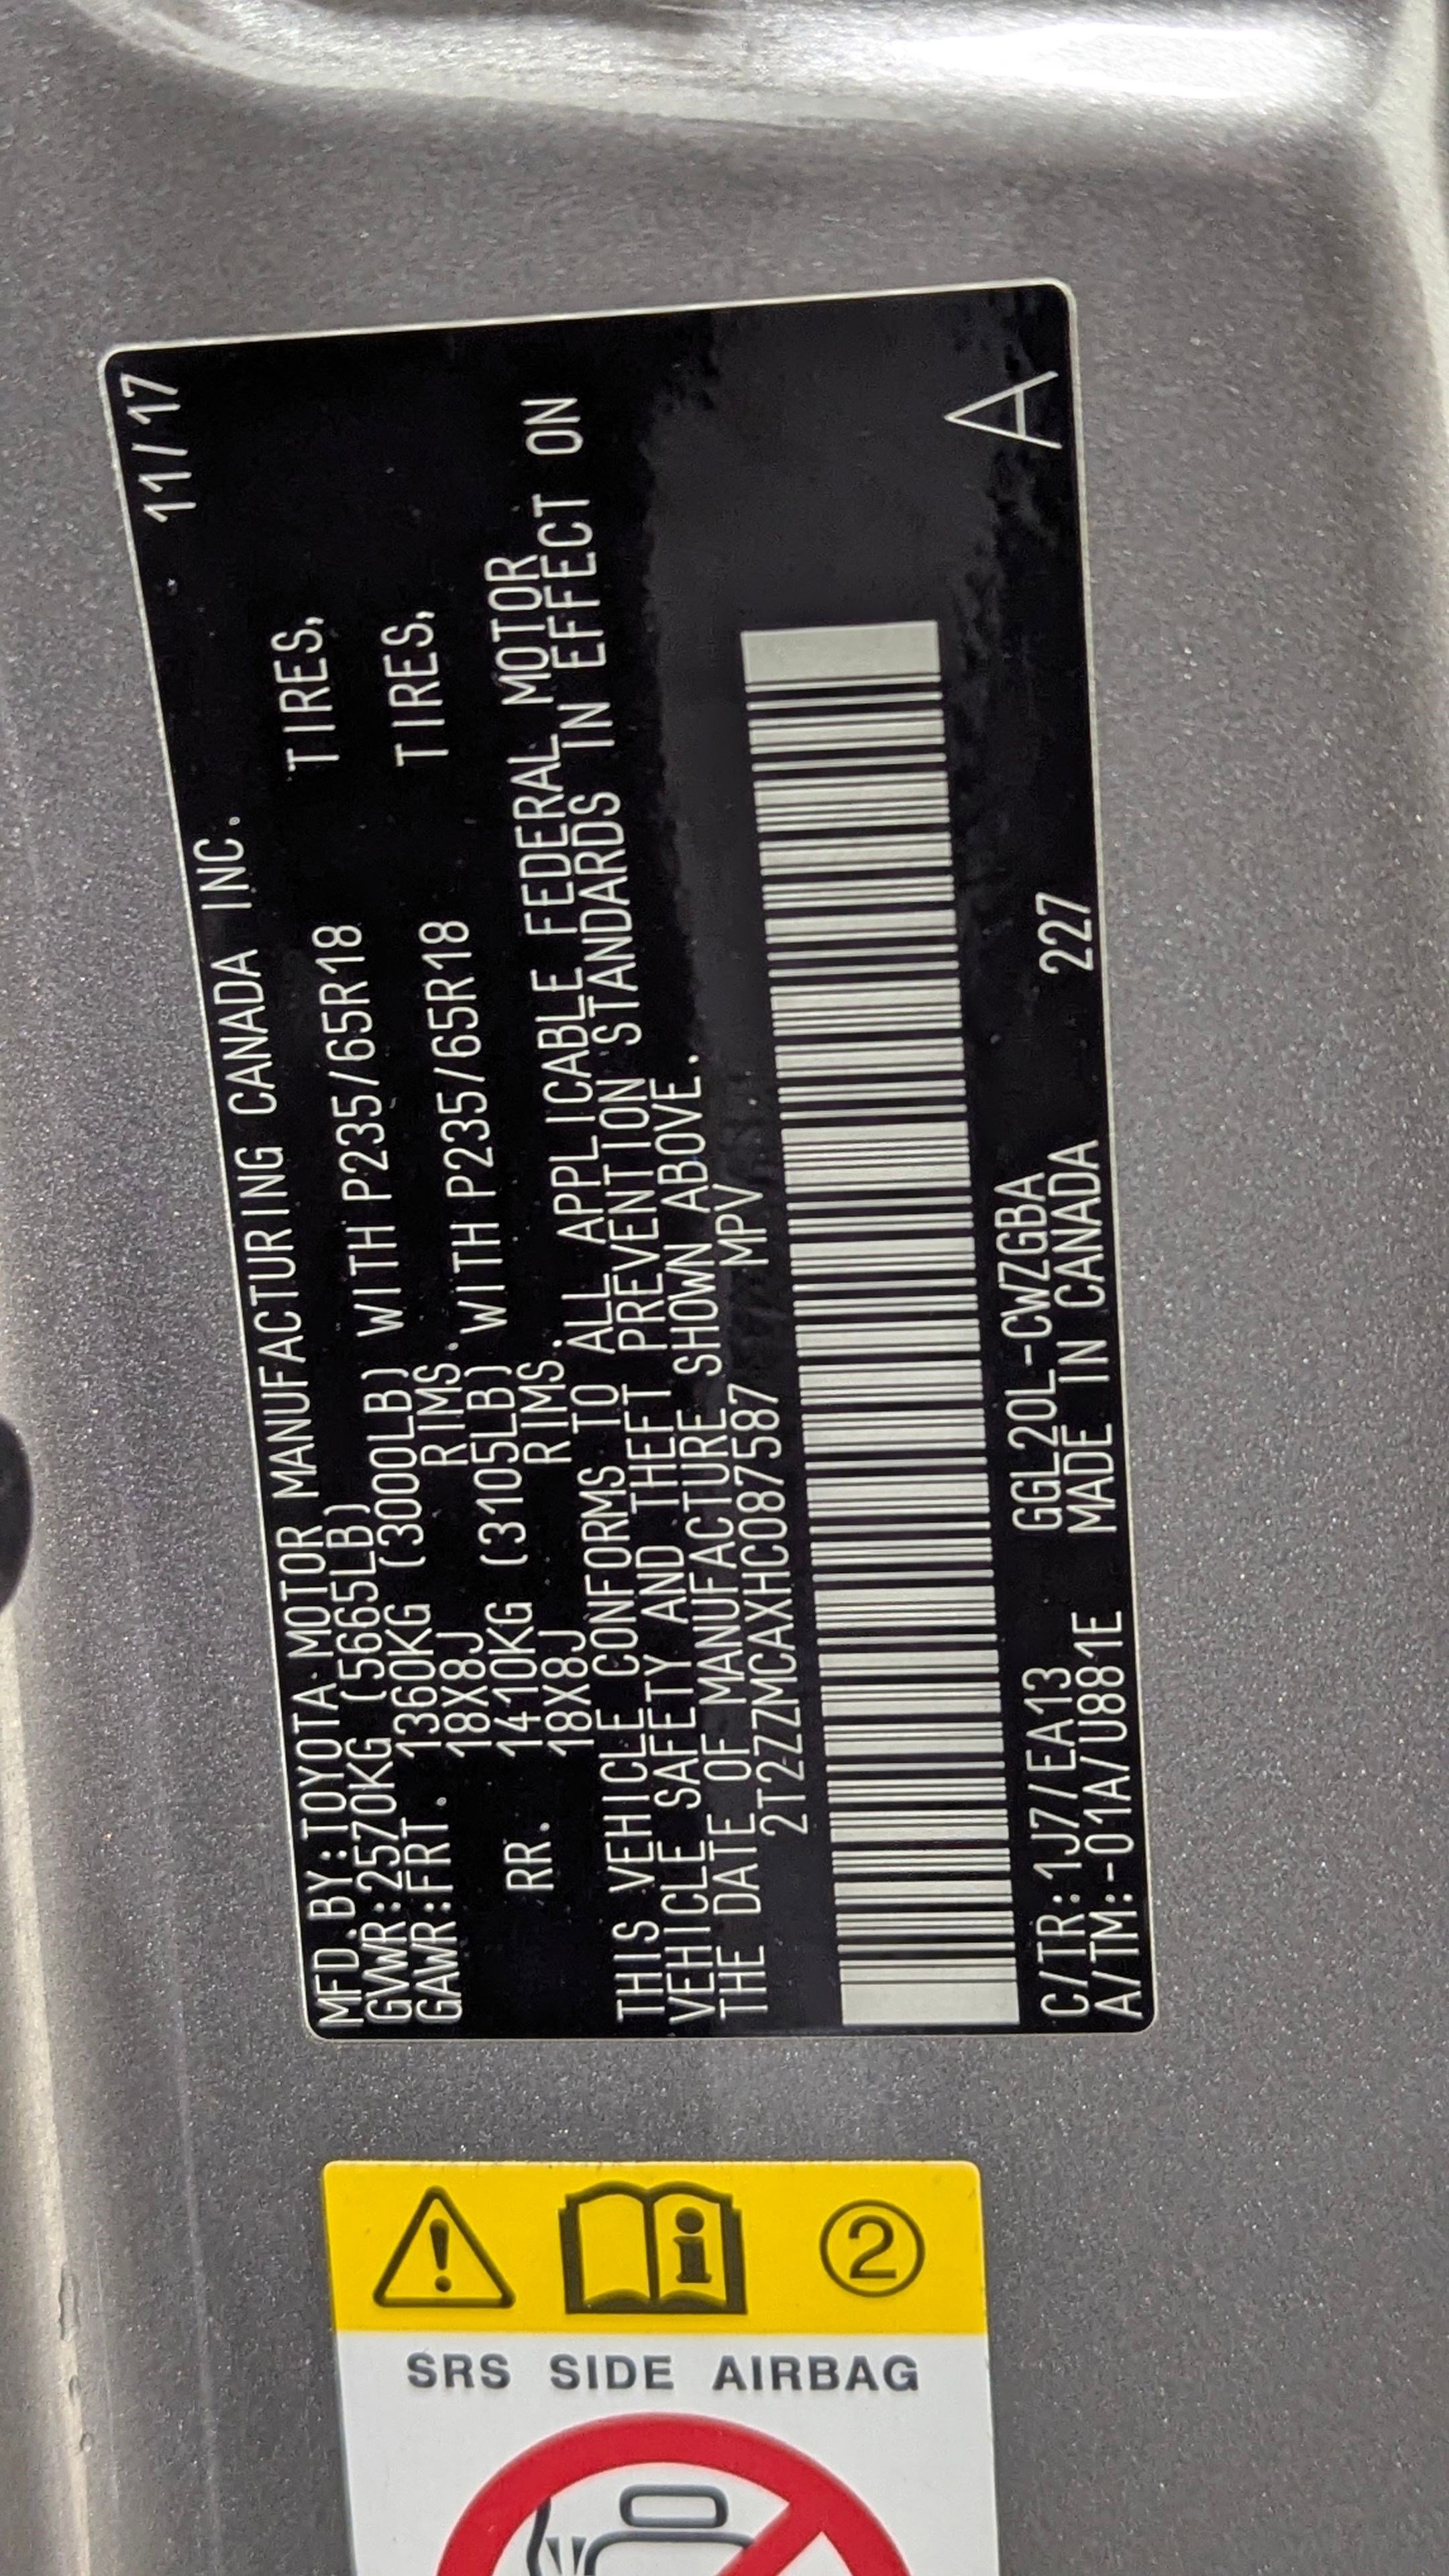 MFD.BY:TOYOTA MOTOR MANUFACTURING CANADA INC. 11/17
GVWR:2570KG (5665LB)
GAWR:FRT. 1360KG (3000LB) WITH P235/65R18 TIRES,
18X8J RIMS.
RR. 1410KG (3105LB) WITH P235/65R18 TIRES,
18X8J RIMS.
THIS VEHICLE CONFORMS TO ALL APPLICABLE FEDERAL MOTOR
VEHICLE SAFETY AND THEFT PREVENTION STANDARDS IN EFFECT ON
THE DATE OF MANUFACTURE SHOWN ABOVE.
2T2ZZMCAXHC087587 MPV
C/TR:1J7/EA13 GGL20L-CWZGBA
A/TM:-01A/U881E MADE IN CANADA 227 A
2
SRS SIDE AIRBAG